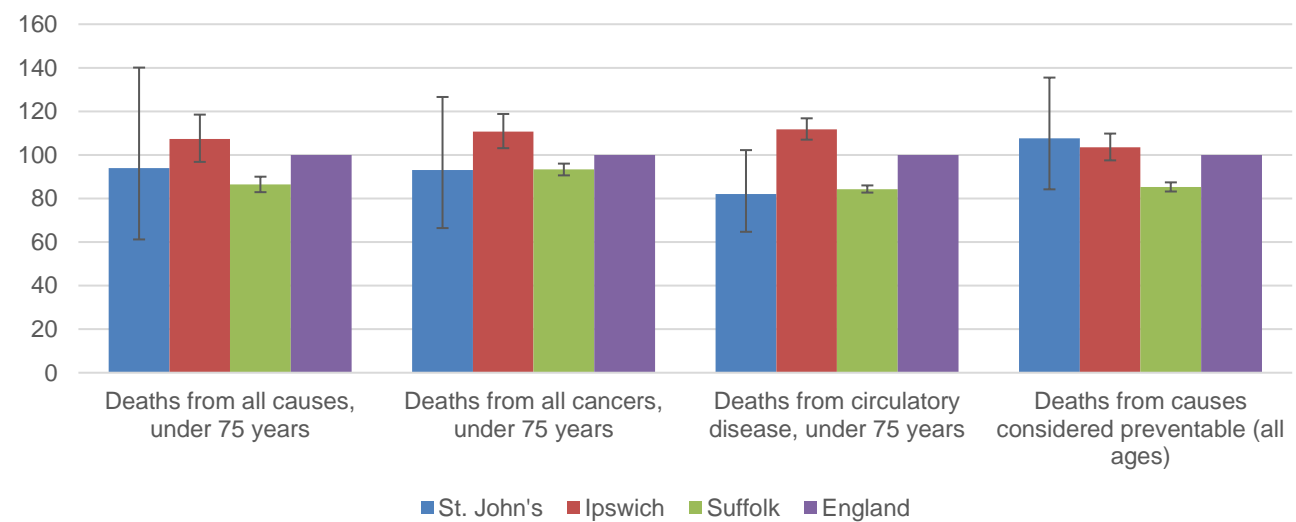 160
140
120
100
80
60
40
20
0
Deaths from all causes,
under 75 years
Deaths from all cancers,
under 75 years
Deaths from circulatory
disease, under 75 years
Deaths from causes
considered preventable (all
ages)
St. John's Ipswich Suffolk England